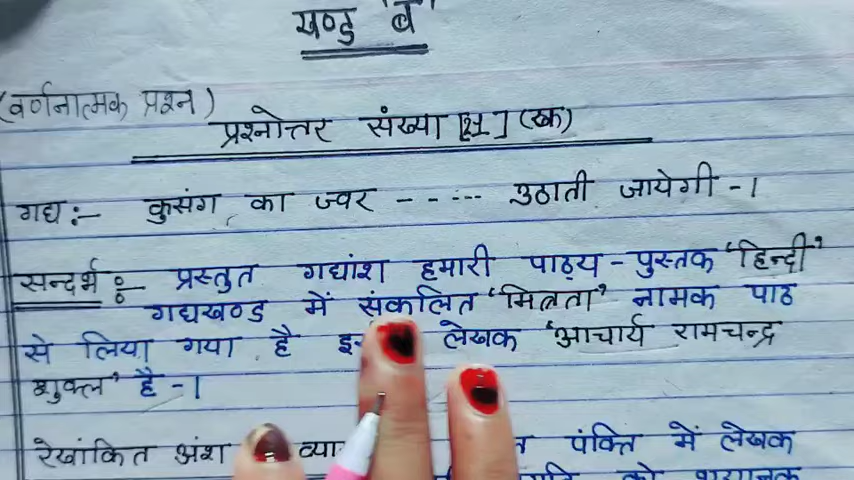 खण्ड "ब"
(वर्णनात्मक प्रश्न)
प्रश्नोत्तर संख्या [21] (क)
गद्य :- कुसंग का ज्वर ------ उठाती जायेगी -।
सन्दर्भ :- प्रस्तुत गद्यांश हमारी पाठ्य-पुस्तक 'हिन्दी'
गद्यखण्ड में संकलित 'मित्रता' नामक पाठ
से लिया गया है लेखक 'आचार्य रामचन्द्र
शुक्ल' है -।
रेखांकित अंश पंक्ति में लेखक
को